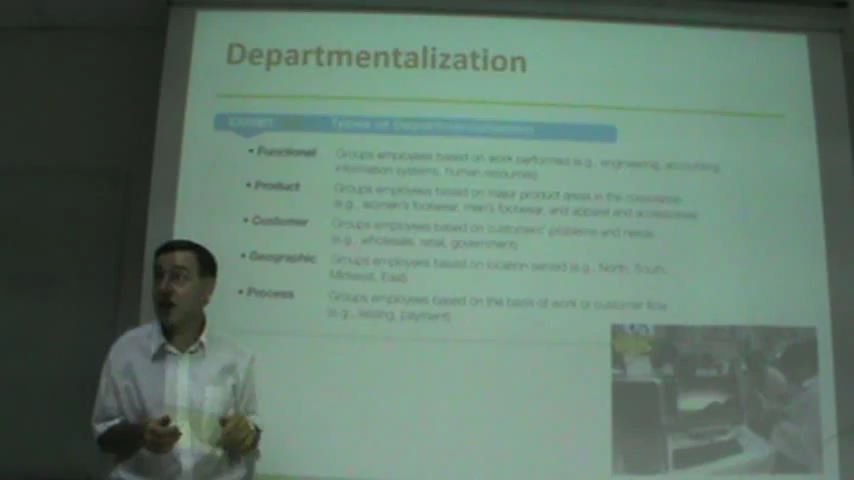 Departmentalization
Types of Departmentalization
• Functional Groups employees based on work performed (e.g., engineering, accounting,
information systems, human resources)
• Product Groups employees based on major product areas in the corporation
(e.g., women's footwear, men's footwear, and apparel and accessories)
• Customer Groups employees based on customers' problems and needs
(e.g., wholesale, retail, government)
• Geographic Groups employees based on location served (e.g., North, South,
Midwest, East)
• Process Groups employees based on the basis of work or customer flow
(e.g., testing, payment)